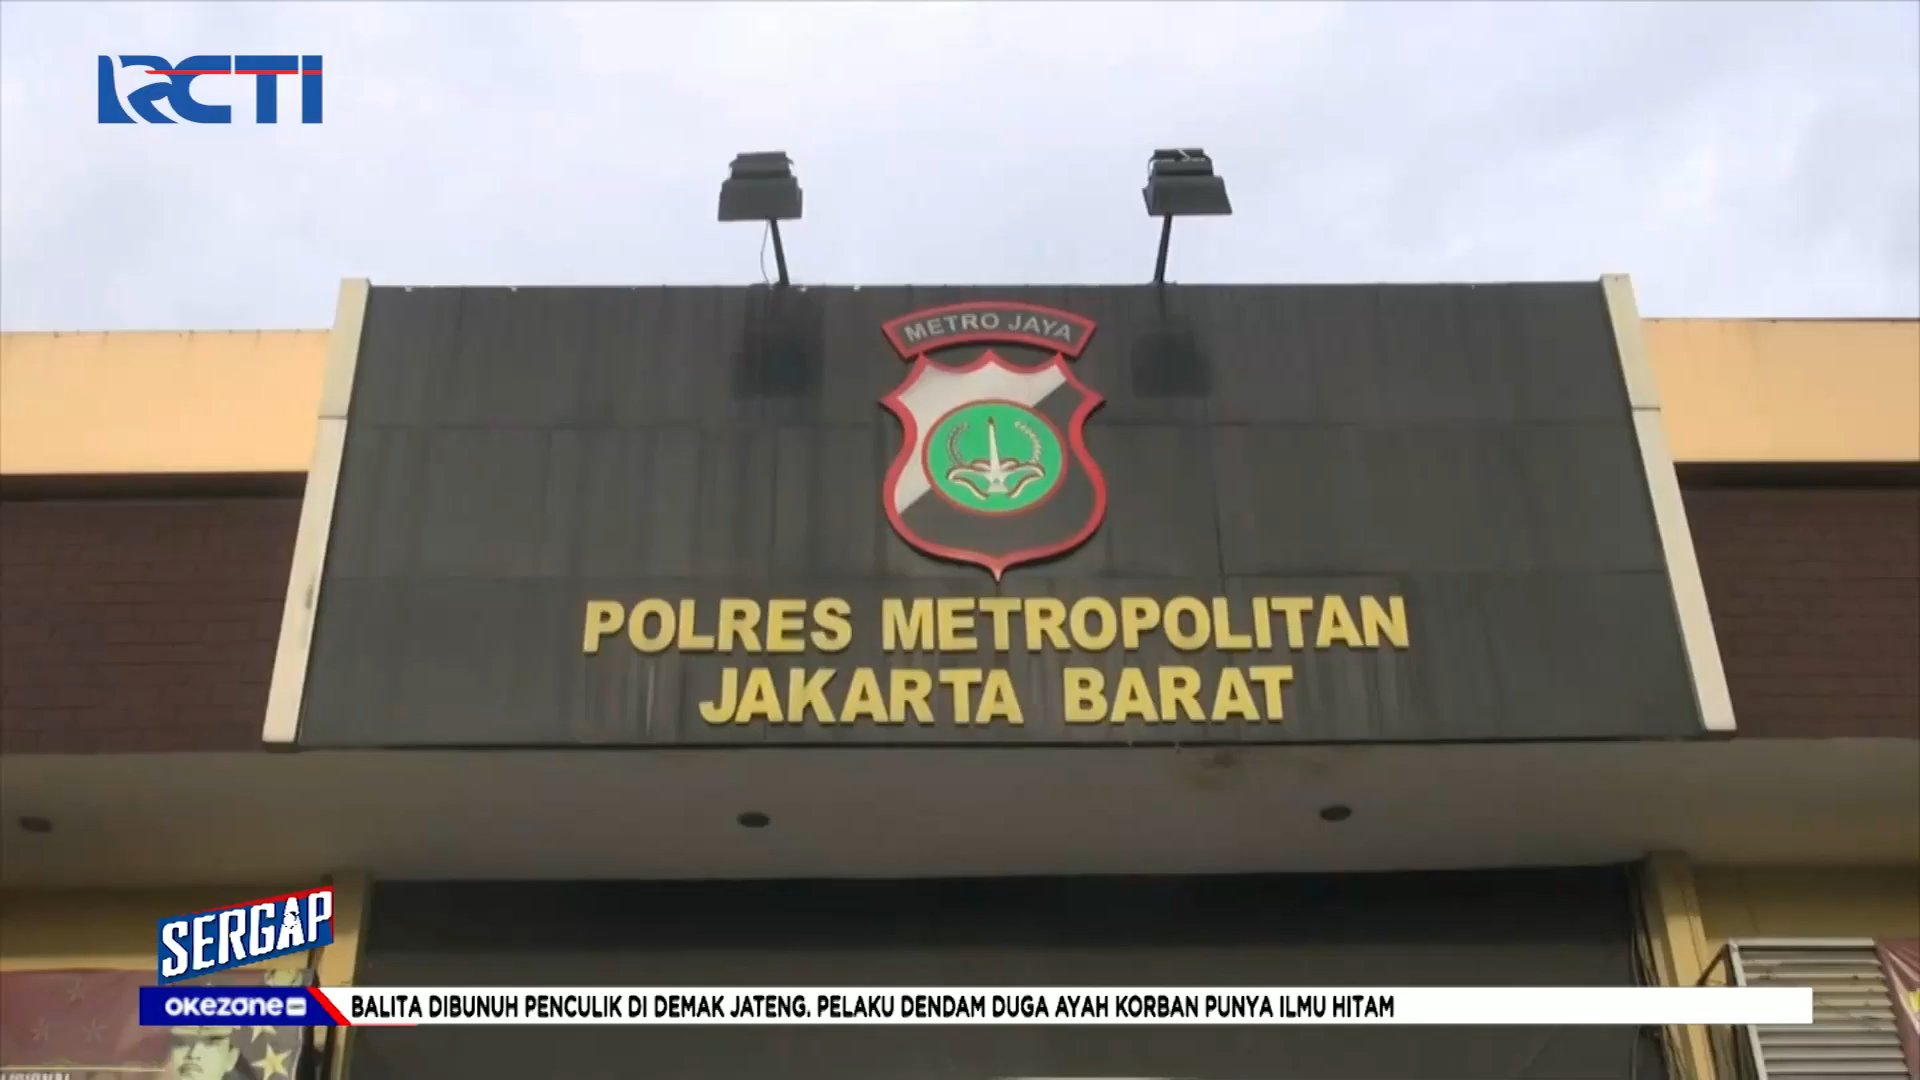 RCTI
METRO JAYA
POLRES METROPOLITAN
JAKARTA BARAT
SERGAP
OKEZONE
BALITA DIBUNUH PENCULIK DI DEMAK JATENG. PELAKU DENDAM DUGA AYAH KORBAN PUNYA ILMU HITAM